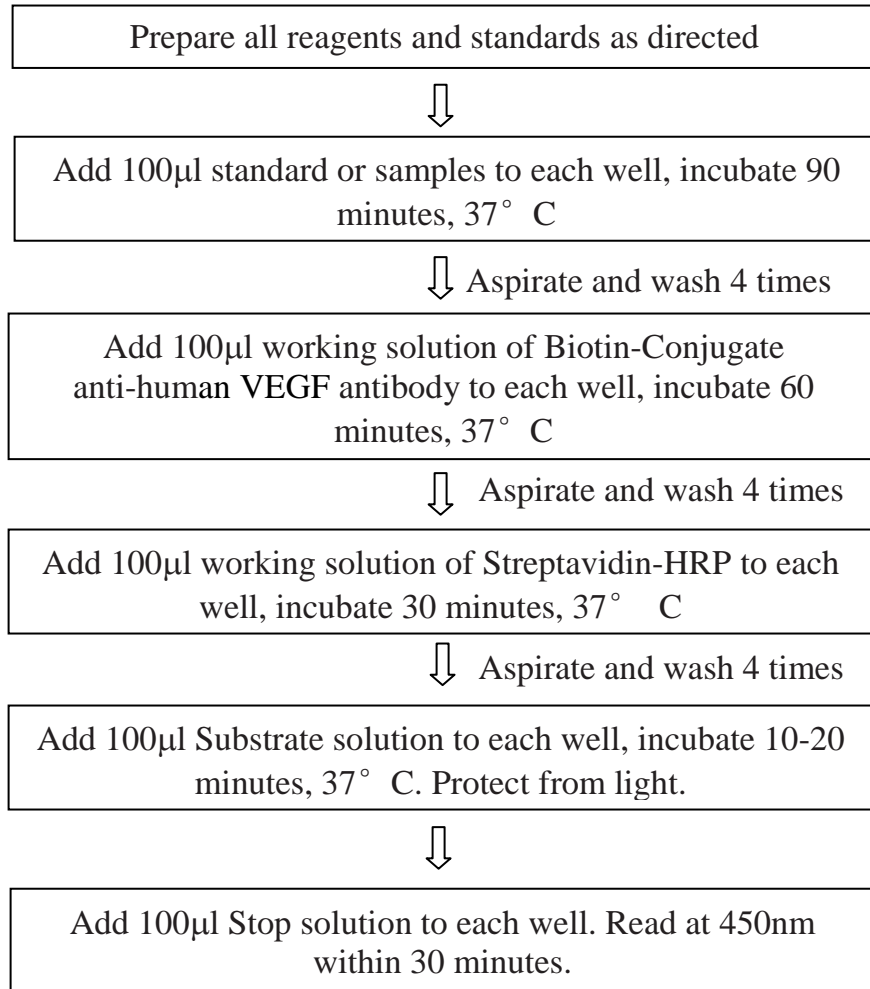 Prepare all reagents and standards as directed
Add 100μl standard or samples to each well, incubate 90
minutes, 37° C
Aspirate and wash 4 times
Add 100μl working solution of Biotin-Conjugate
anti-human VEGF antibody to each well, incubate 60
minutes, 37° C
Aspirate and wash 4 times
Add 100μl working solution of Streptavidin-HRP to each
well, incubate 30 minutes, 37° C
Aspirate and wash 4 times
Add 100μl Substrate solution to each well, incubate 10-20
minutes, 37° C. Protect from light.
Add 100μl Stop solution to each well. Read at 450nm
within 30 minutes.